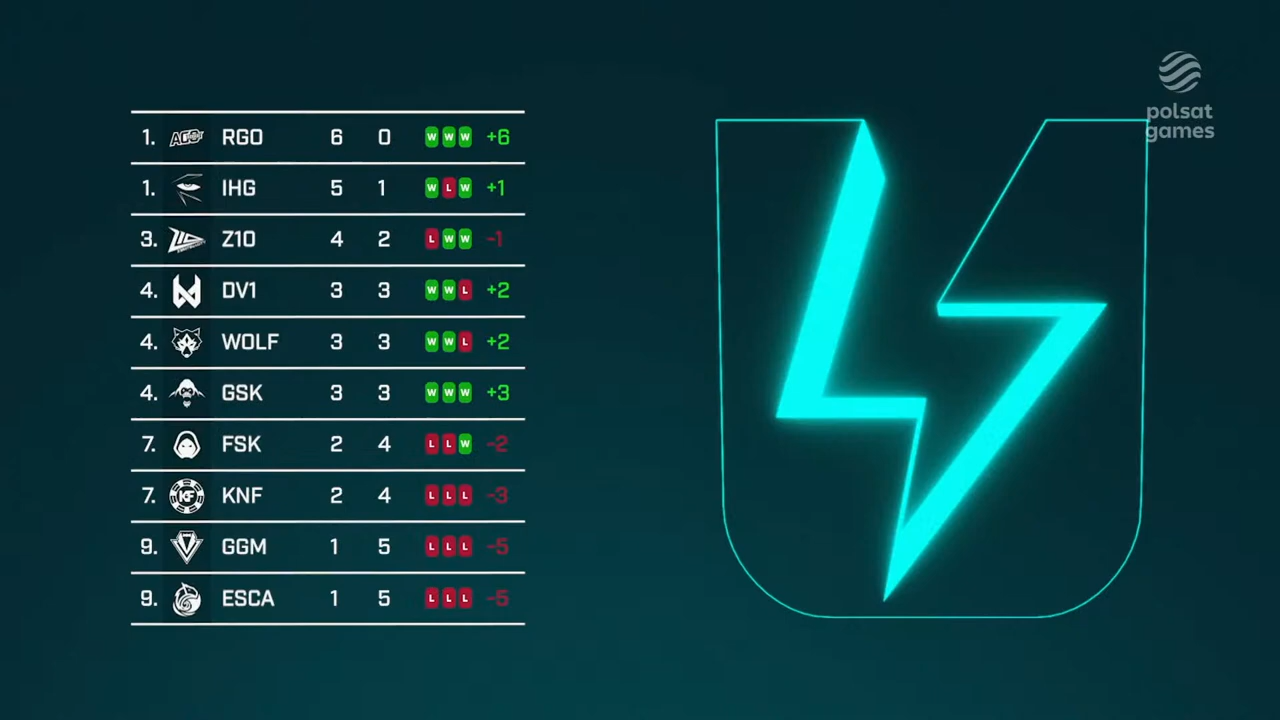 polsat
games
1. AGO RGO 6 0 W W W +6
1. IHG 5 1 W L W +1
3. Z10 4 2 L W W -1
4. DV1 3 3 W W L +2
4. WOLF 3 3 W W L +2
4. GSK 3 3 W W W +3
7. FSK 2 4 L L W -2
7. KF KNF 2 4 L L L -3
9. GGM 1 5 L L L -5
9. ESCA 1 5 L L L -5